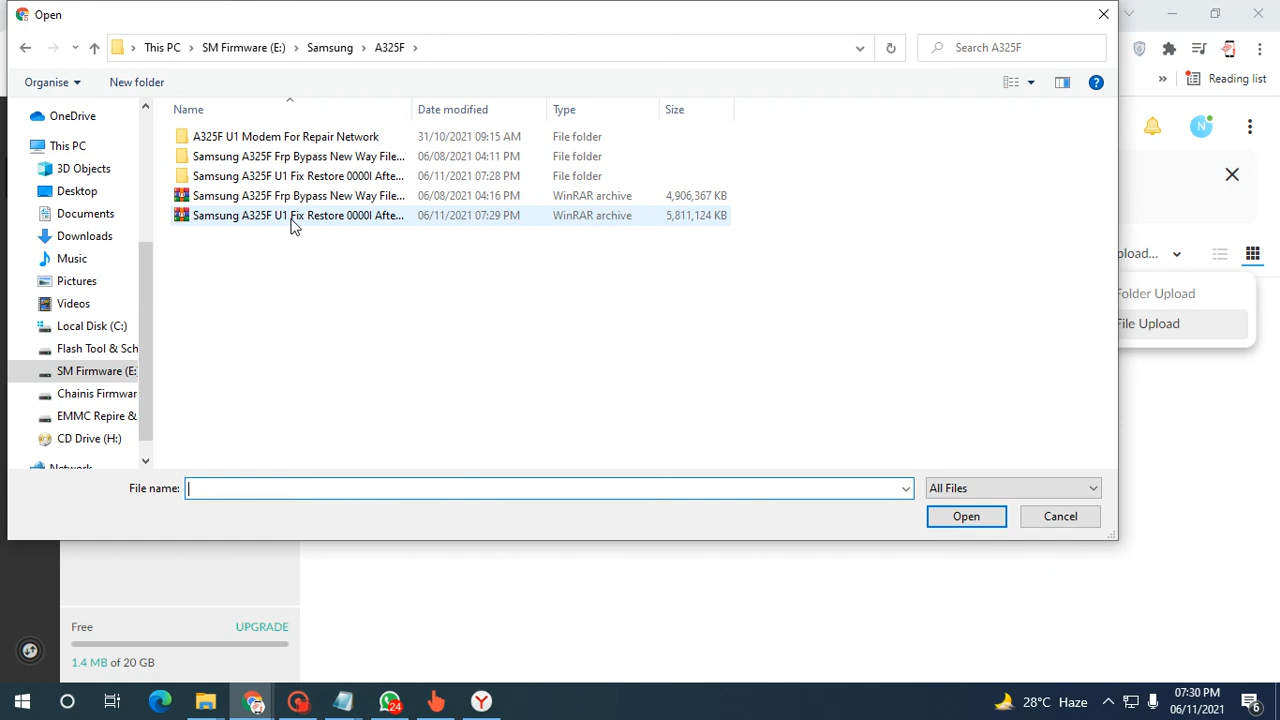 Open
This PC > SM Firmware (E:) > Samsung > A325F >
Search A325F
Organise
New folder
Name
Date modified
Type
Size
A325F U1 Modem For Repair Network
31/10/2021 09:15 AM
File folder
Samsung A325F Frp Bypass New Way File...
06/08/2021 04:11 PM
File folder
Samsung A325F U1 Fix Restore 0000I Afte...
06/11/2021 07:28 PM
File folder
Samsung A325F Frp Bypass New Way File...
06/08/2021 04:16 PM
WinRAR archive
4,906,367 KB
Samsung A325F U1 Fix Restore 0000I Afte...
06/11/2021 07:29 PM
WinRAR archive
5,811,124 KB
OneDrive
This PC
3D Objects
Desktop
Documents
Downloads
Music
Pictures
Videos
Local Disk (C:)
Flash Tool & Sch
SM Firmware (E:
Chainis Firmwar
EMMC Repire &
CD Drive (H:)
Network
File name:
All Files
Open
Cancel
Reading list
N
pload...
Folder Upload
File Upload
Free
UPGRADE
1.4 MB of 20 GB
24
28°C Haze
07:30 PM
06/11/2021
6